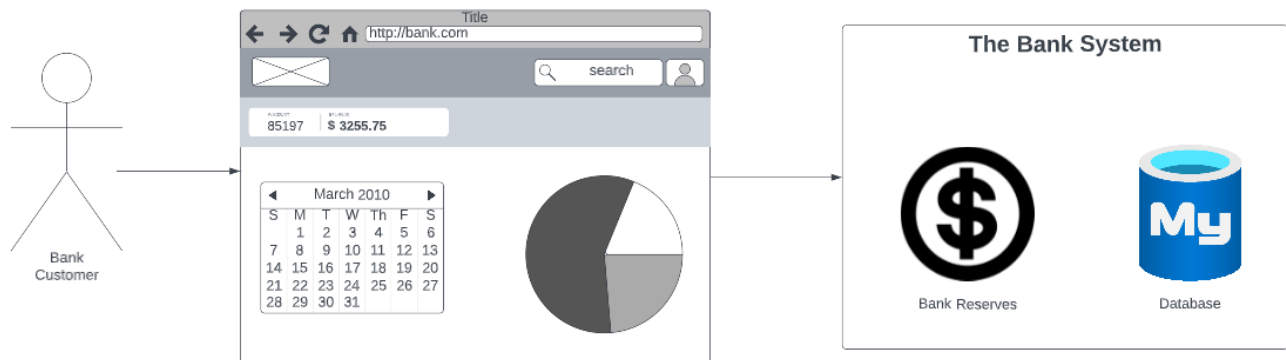 Title
http://bank.com
search
ACCOUNT
85197
BALANCE
$ 3255.75
March 2010
S M T W Th F S
1 2 3 4 5 6
7 8 9 10 11 12 13
14 15 16 17 18 19 20
21 22 23 24 25 26 27
28 29 30 31
Bank
Customer
The Bank System
My
Bank Reserves
Database